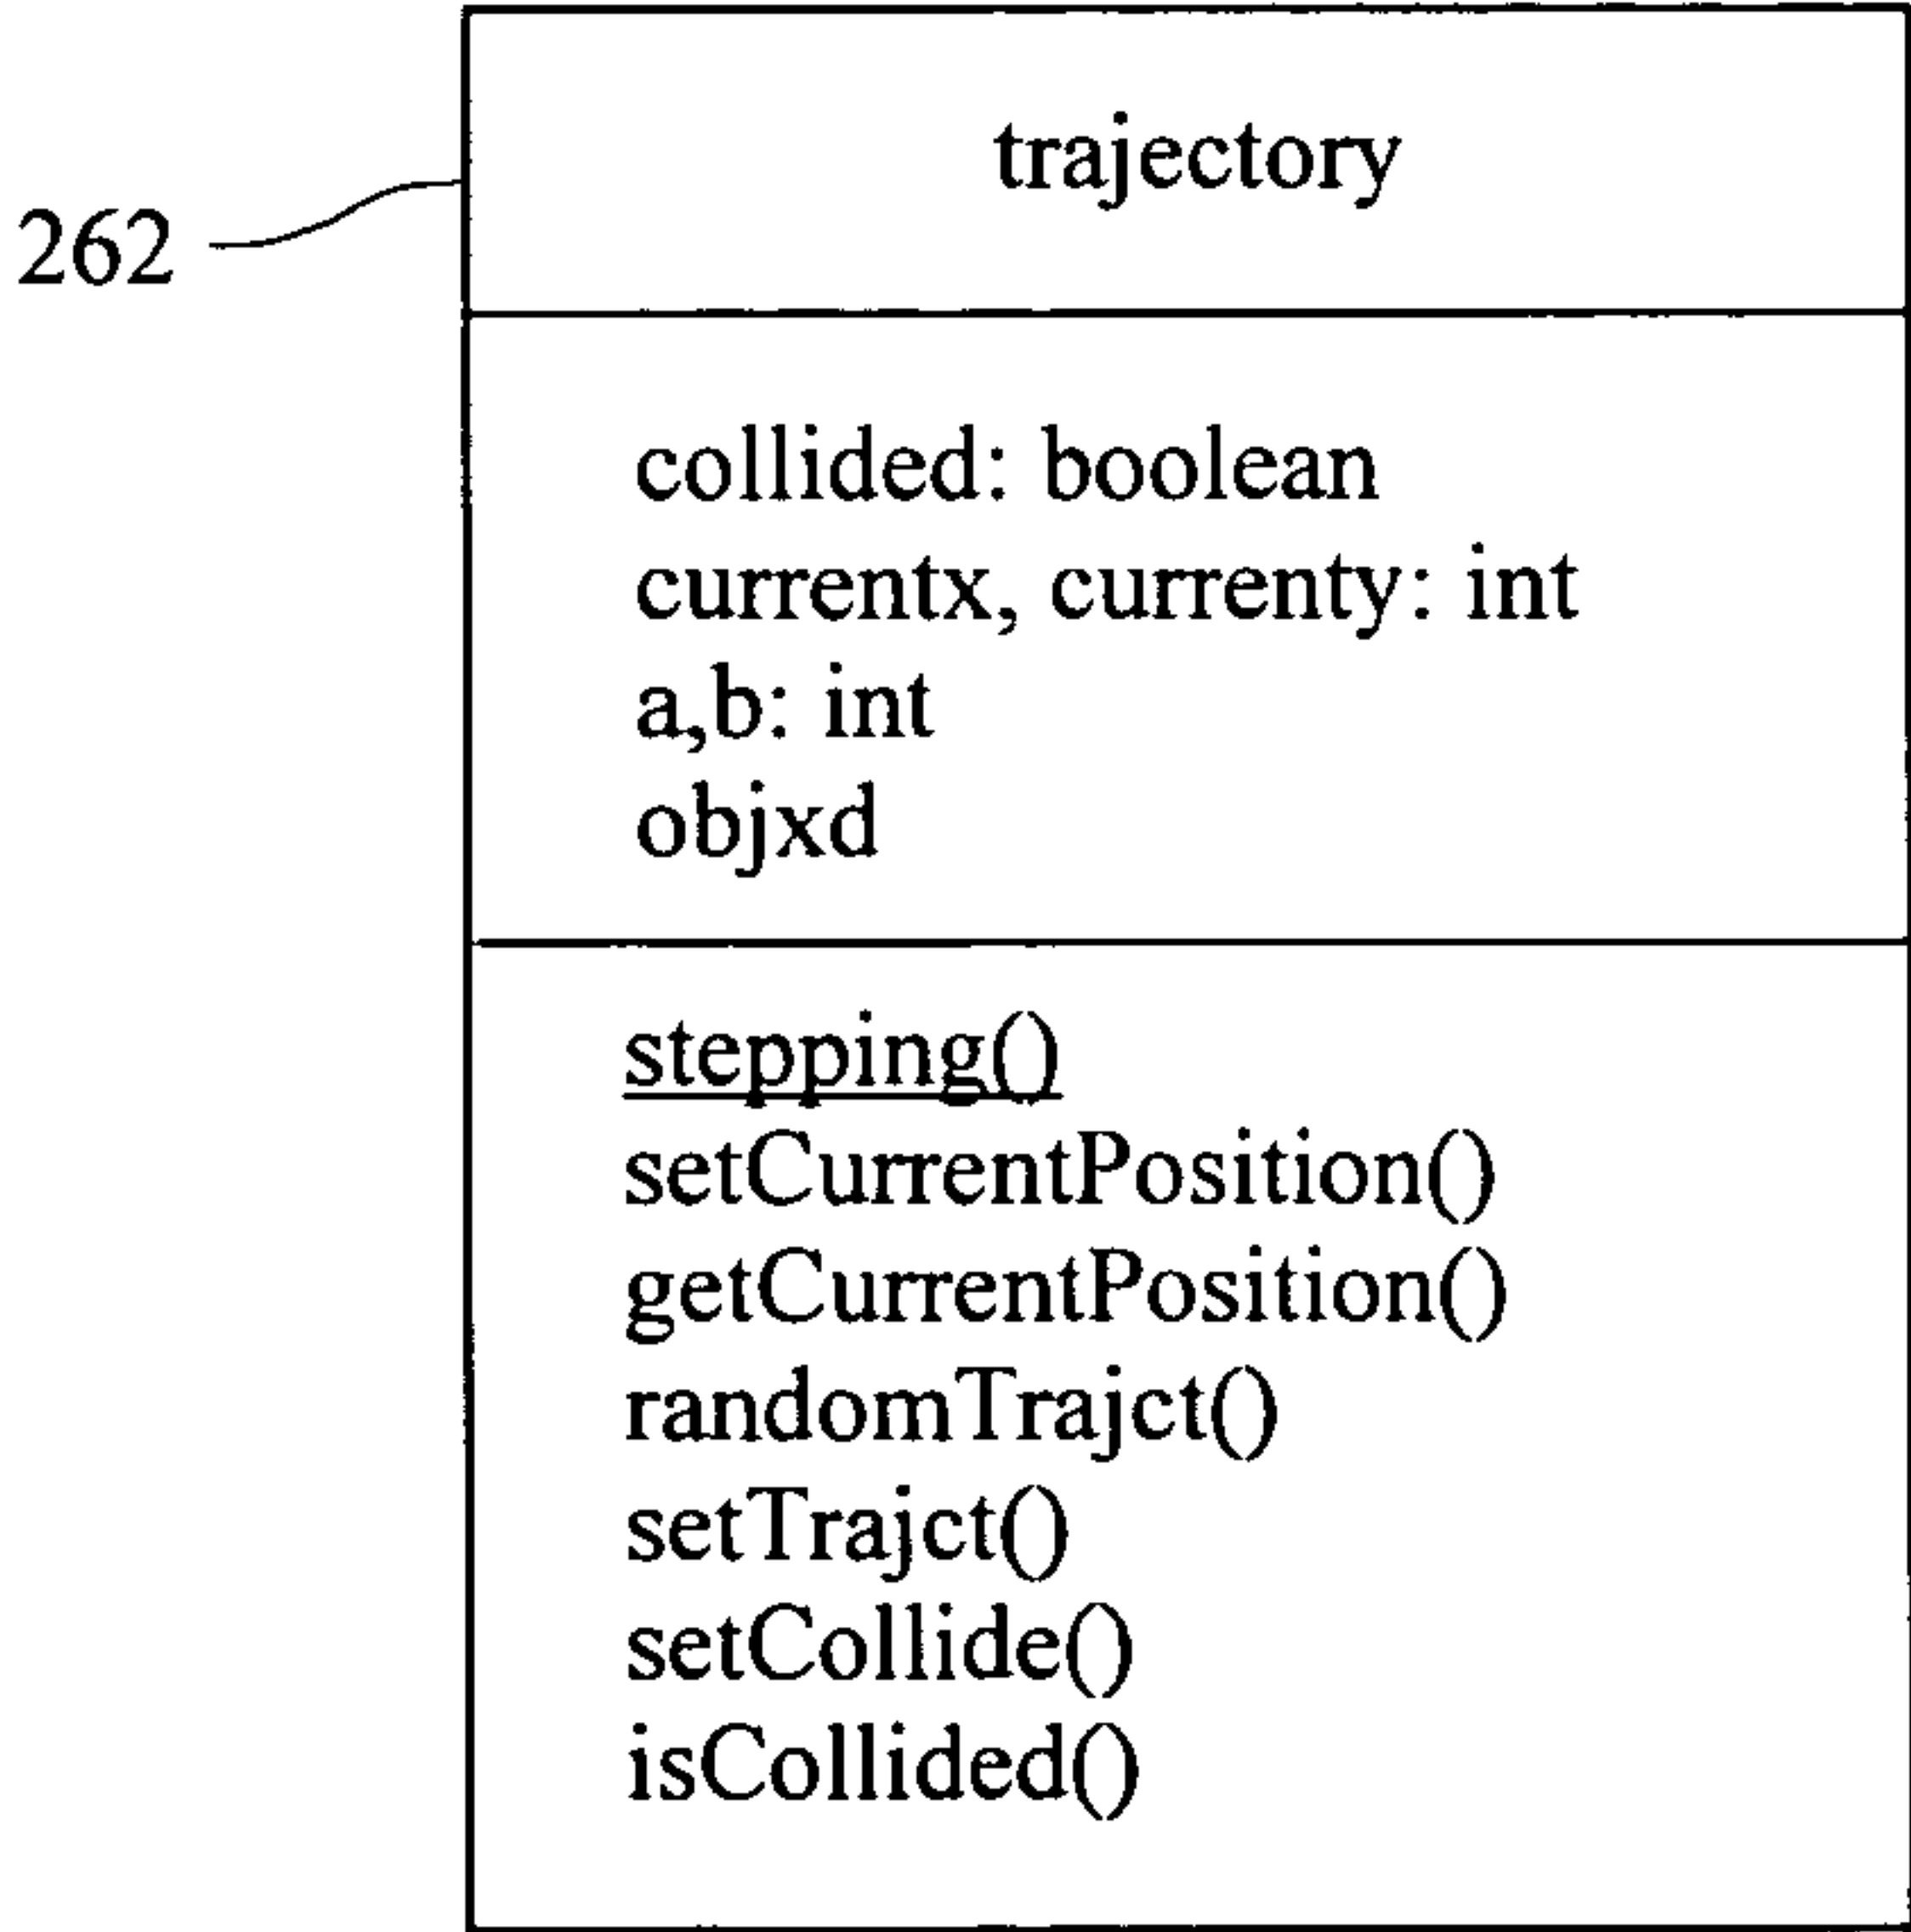 trajectory
262
collided: boolean
currentx, currenty: int
a,b: int
objxd
stepping()
setCurrentPosition()
getCurrentPosition()
randomTrajct()
setTrajct()
setCollide()
isCollided()